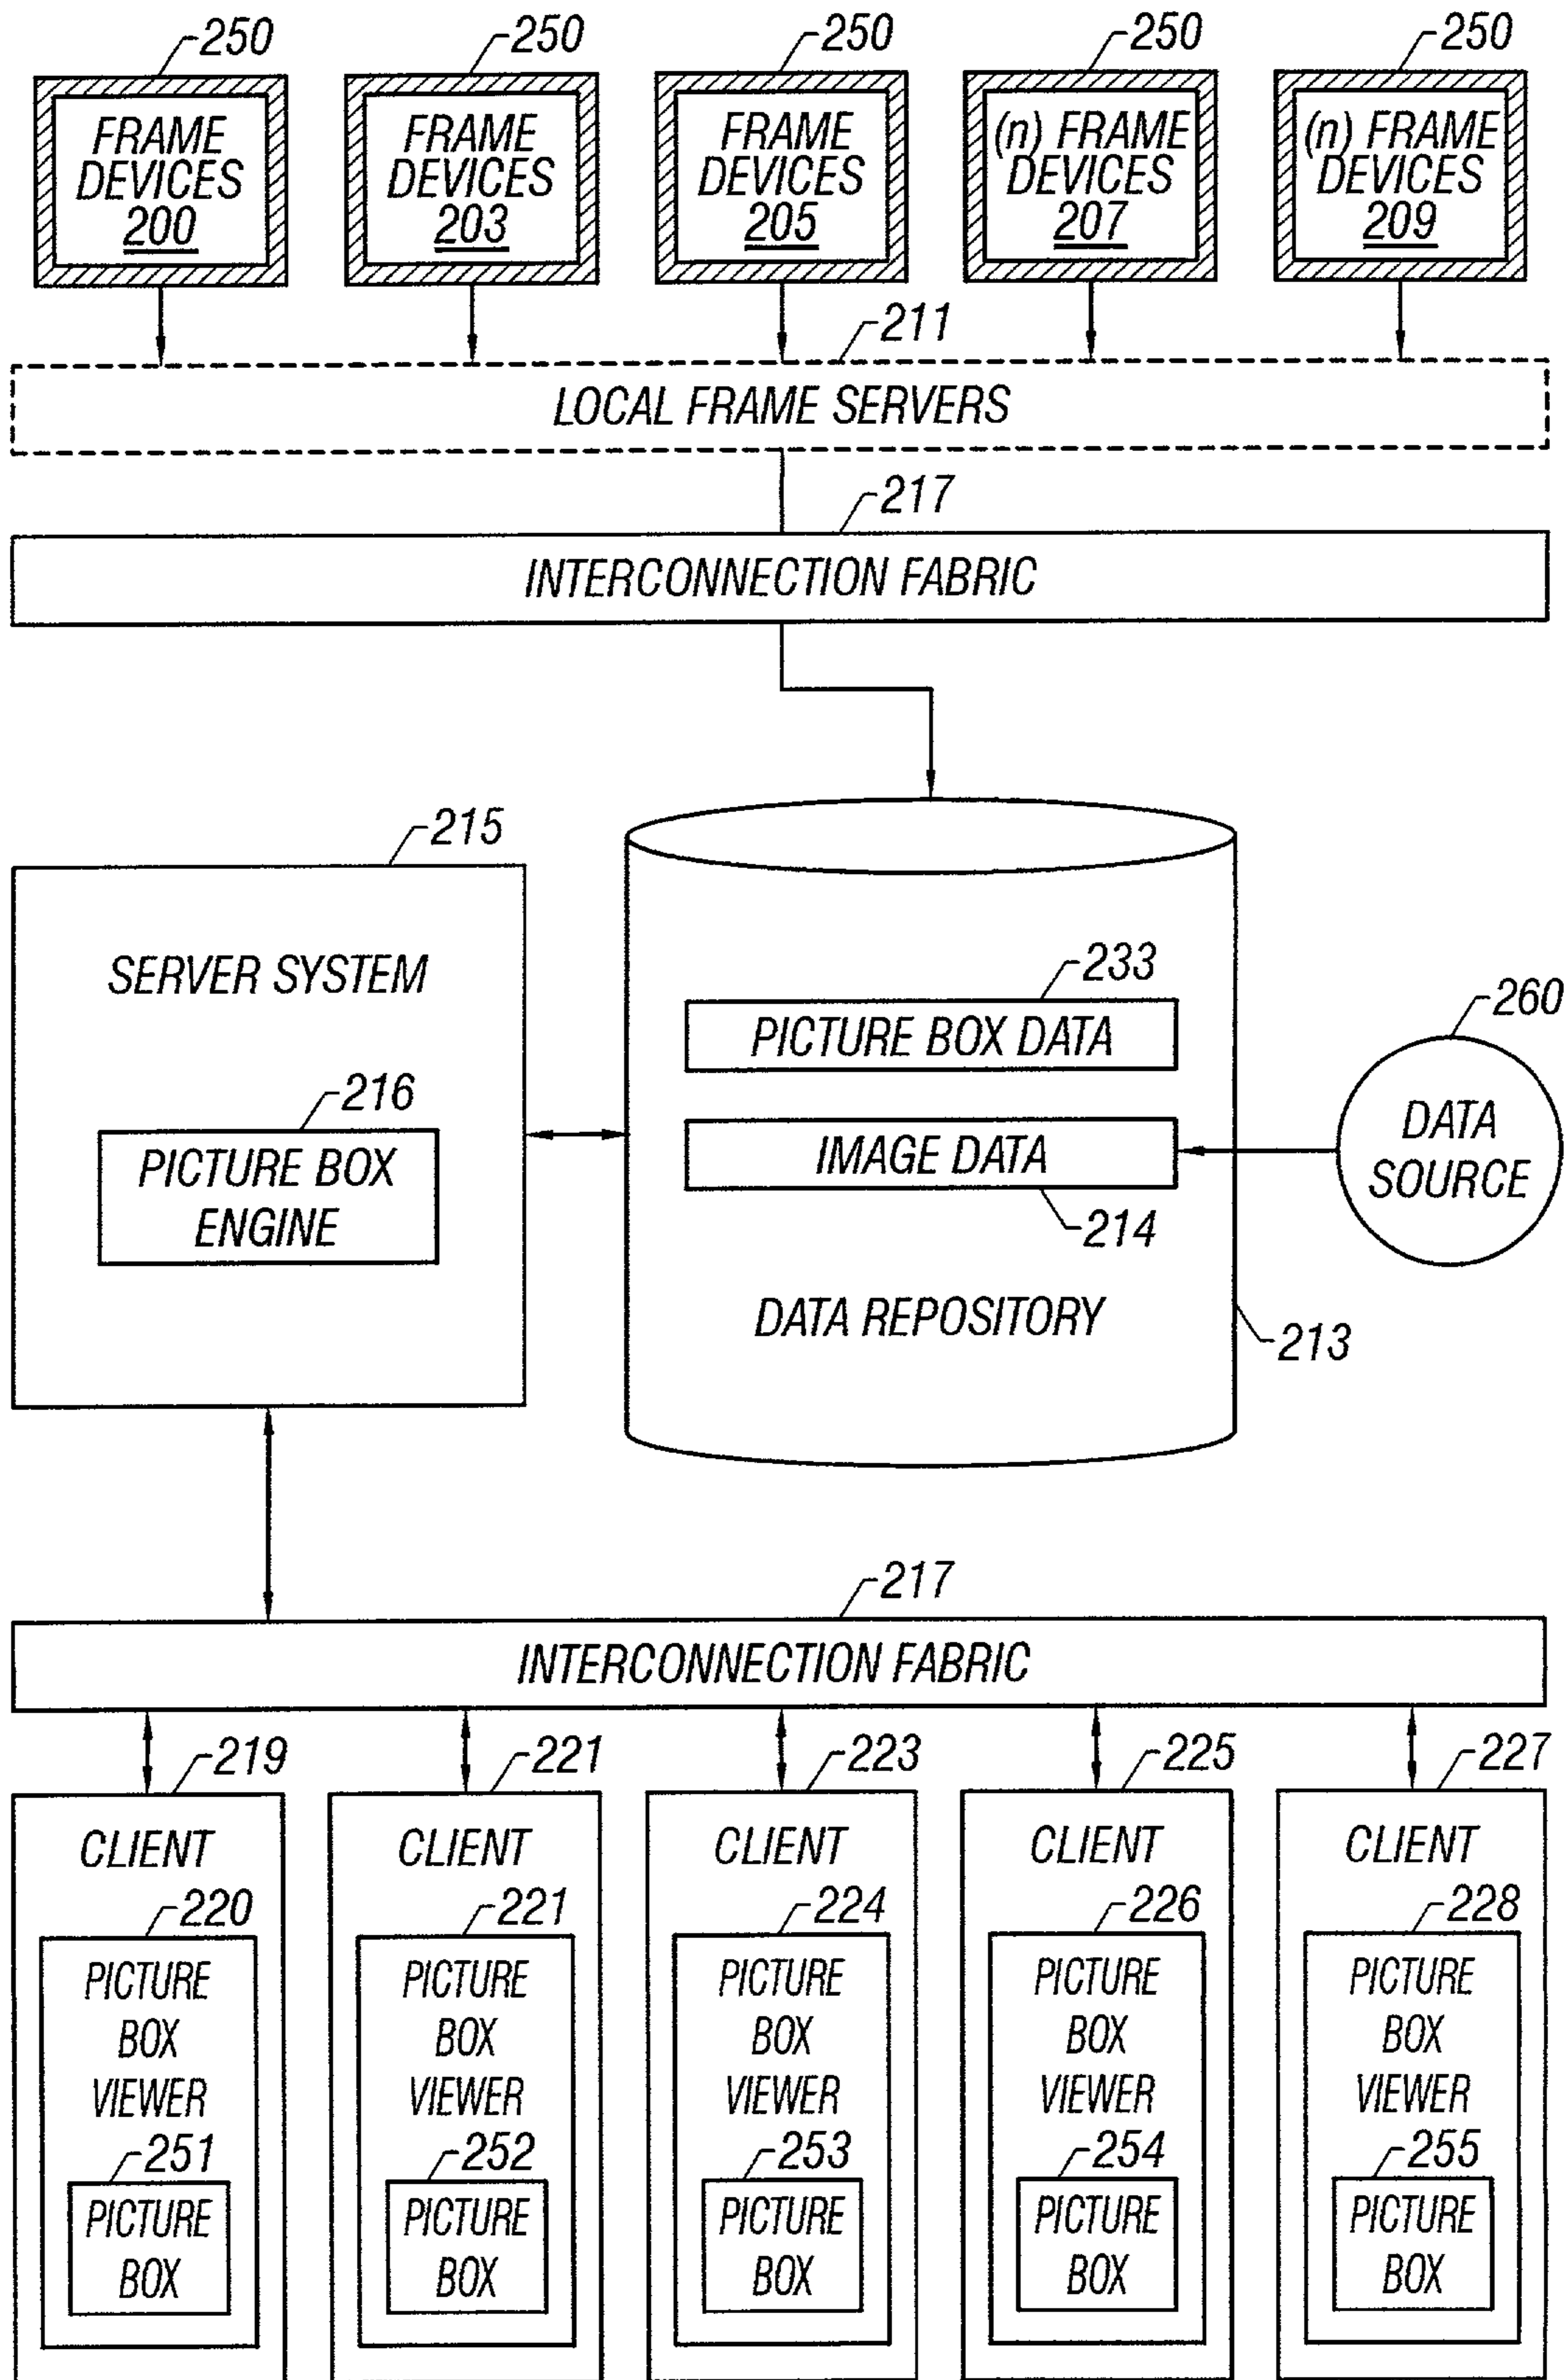 250 250 250 250 250
FRAME DEVICES 200
FRAME DEVICES 203
FRAME DEVICES 205
(n) FRAME DEVICES 207
(n) FRAME DEVICES 209
211
LOCAL FRAME SERVERS
217
INTERCONNECTION FABRIC
215
SERVER SYSTEM
216
PICTURE BOX
ENGINE
233
PICTURE BOX DATA
IMAGE DATA
214
DATA REPOSITORY
213
260
DATA
SOURCE
217
INTERCONNECTION FABRIC
219
CLIENT
220
PICTURE
BOX
VIEWER
251
PICTURE
BOX
221
CLIENT
221
PICTURE
BOX
VIEWER
252
PICTURE
BOX
223
CLIENT
224
PICTURE
BOX
VIEWER
253
PICTURE
BOX
225
CLIENT
226
PICTURE
BOX
VIEWER
254
PICTURE
BOX
227
CLIENT
228
PICTURE
BOX
VIEWER
255
PICTURE
BOX